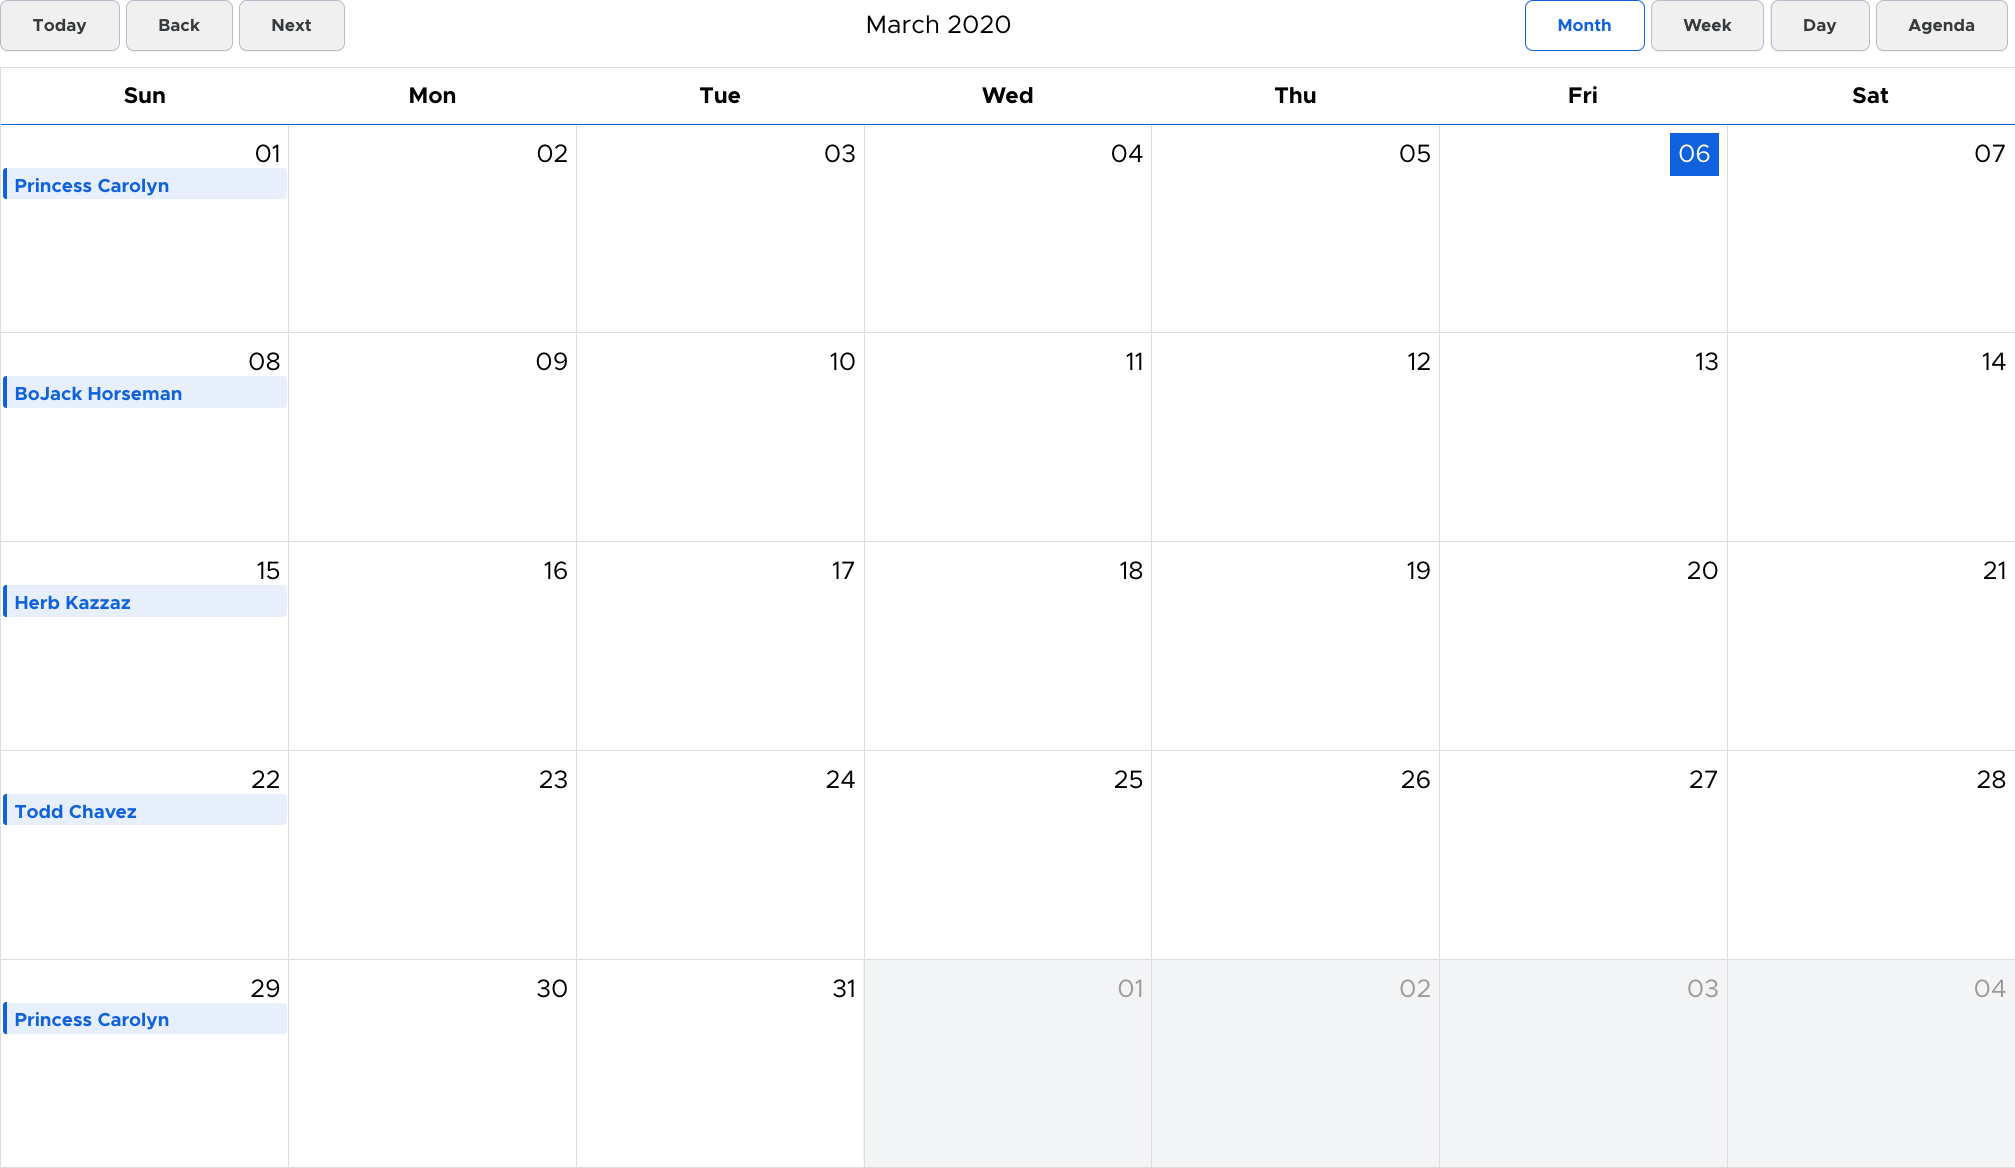 Today Back Next March 2020 Month Week Day Agenda
Sun Mon Tue Wed Thu Fri Sat
01 02 03 04 05 06 07
Princess Carolyn
08 09 10 11 12 13 14
BoJack Horseman
15 16 17 18 19 20 21
Herb Kazzaz
22 23 24 25 26 27 28
Todd Chavez
29 30 31 01 02 03 04
Princess Carolyn